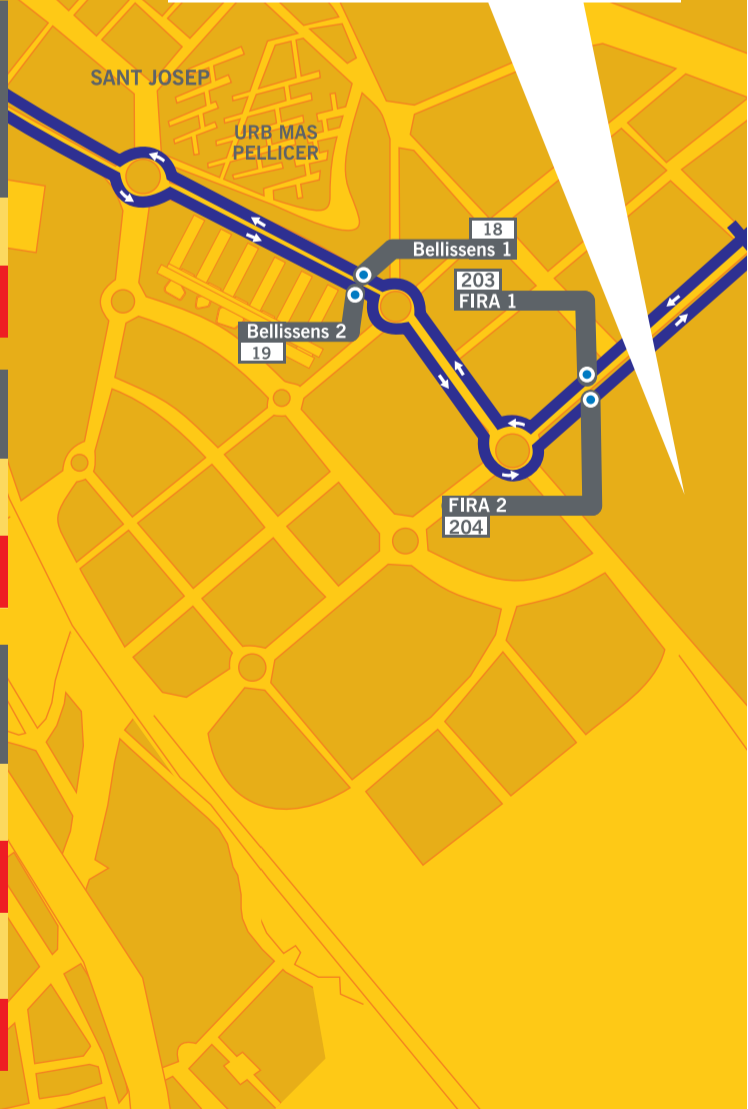 SANT JOSEP
URB MAS
PELLICER
18
Bellissens 1
203
FIRA 1
Bellissens 2
19
FIRA 2
204